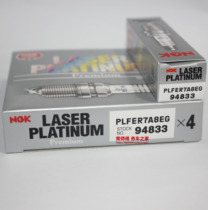 NGK
LASER
PLATINUM
PLFER7A8EG
94833
NGK
LASER
PLATINUM
Premium
PLFER7A8EG
STOCK
NO
94833
×4